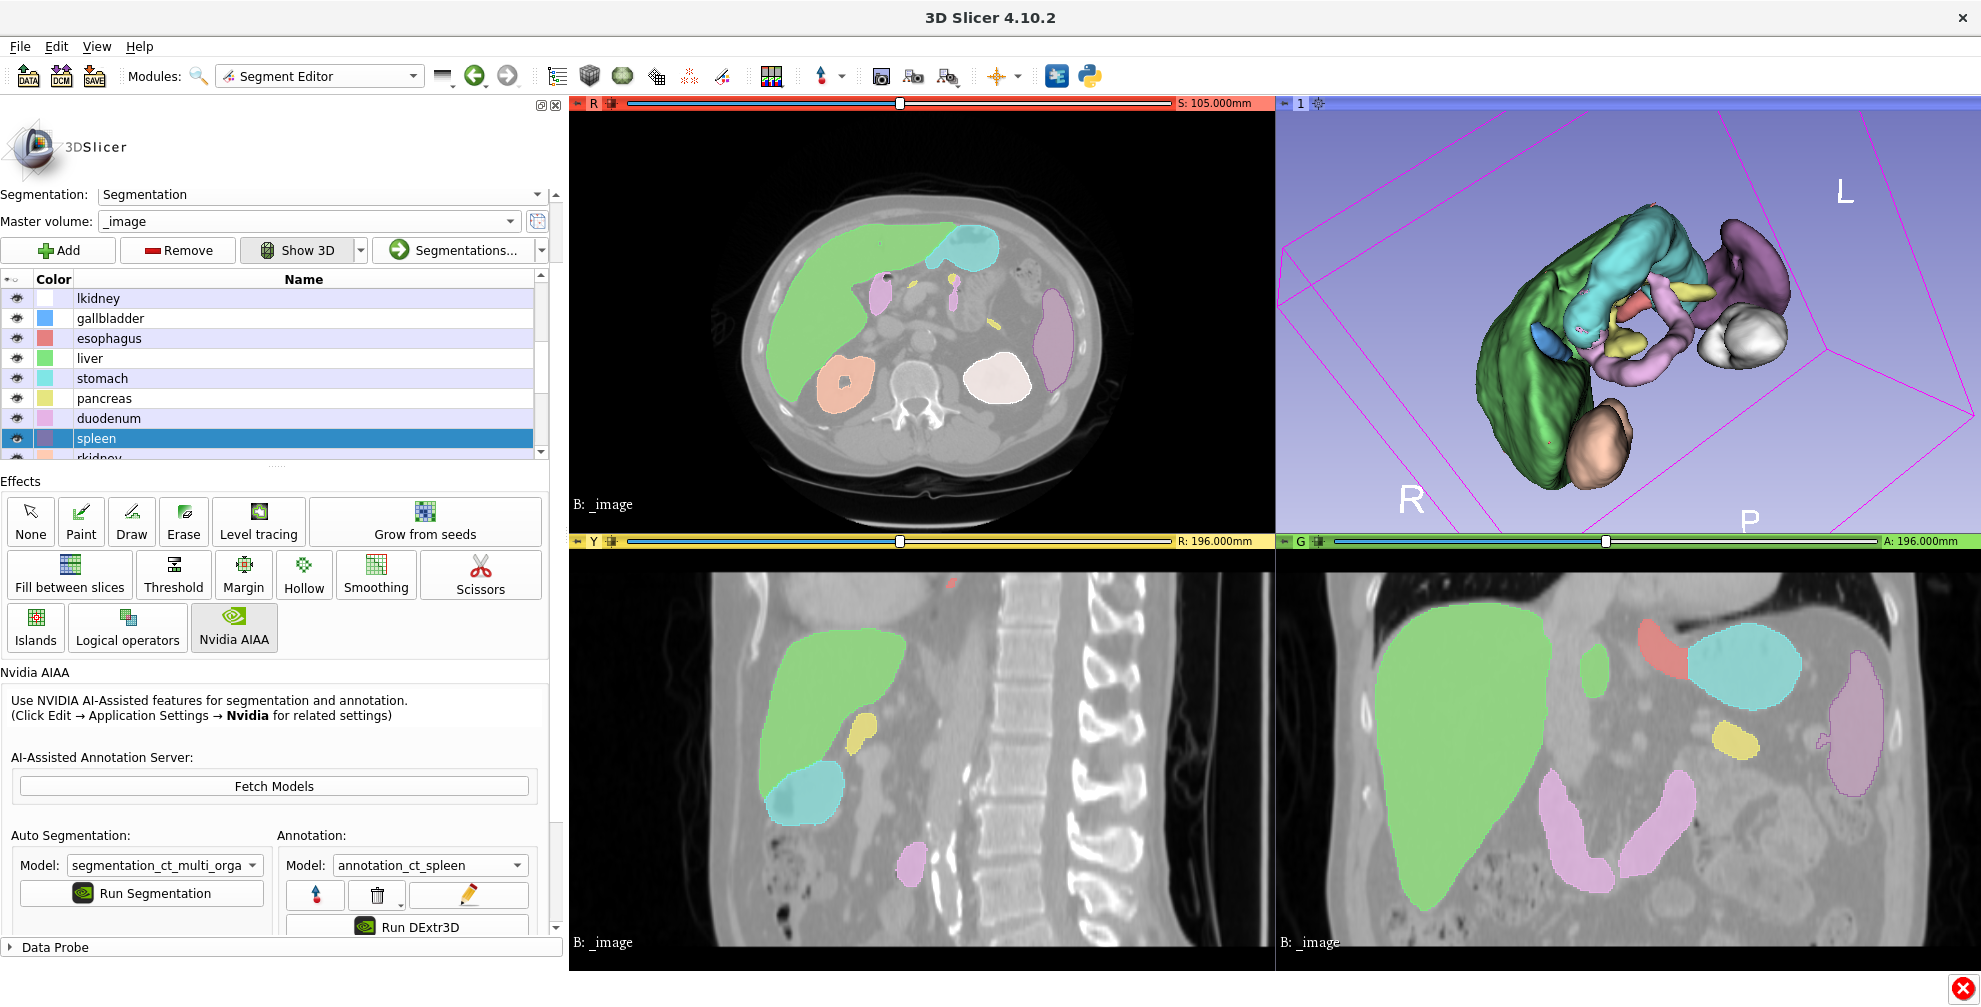 3D Slicer 4.10.2
File Edit View Help
DATA DCM SAVE Modules: Segment Editor
3DSlicer
Segmentation: Segmentation
Master volume: _image
Add Remove Show 3D Segmentations...
Color Name
lkidney
gallbladder
esophagus
liver
stomach
pancreas
duodenum
spleen
rkidney
Effects
None Paint Draw Erase Level tracing Grow from seeds
Fill between slices Threshold Margin Hollow Smoothing Scissors
Islands Logical operators Nvidia AIAA
Nvidia AIAA
Use NVIDIA AI-Assisted features for segmentation and annotation.
(Click Edit → Application Settings → Nvidia for related settings)
AI-Assisted Annotation Server:
Fetch Models
Auto Segmentation: Annotation:
Model: segmentation_ct_multi_orga Model: annotation_ct_spleen
Run Segmentation
Run DExtr3D
Data Probe
R S: 105.000mm
B: _image
1
L
R
P
Y R: 196.000mm
B: _image
G A: 196.000mm
B: _image